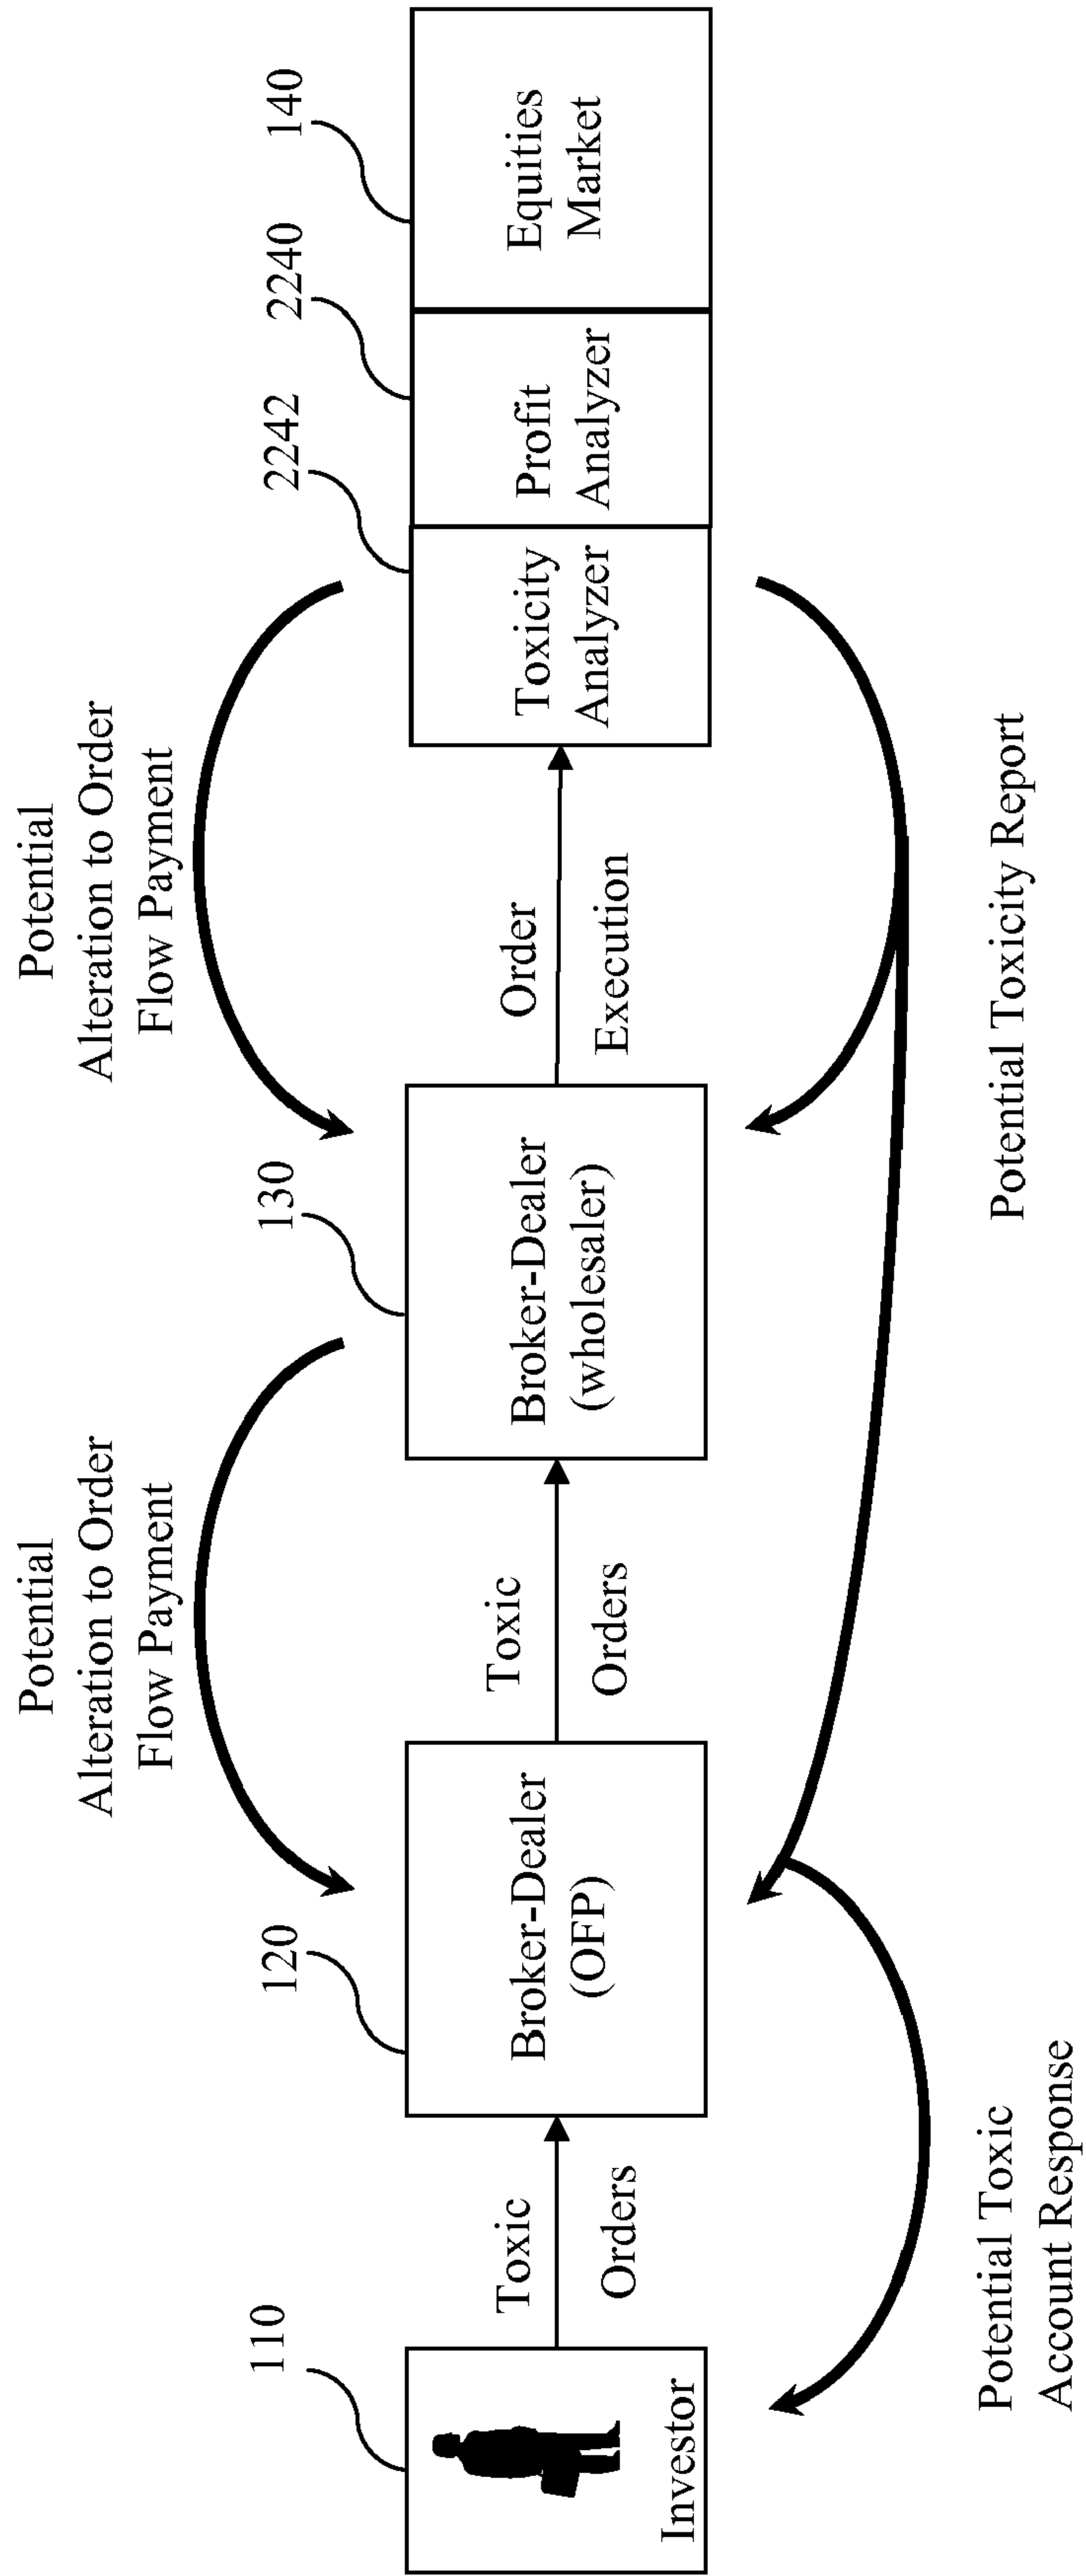 Potential
Alteration to Order
Flow Payment
Potential
Alteration to Order
Flow Payment
110
120
130
2242
2240
140
Investor
Toxic
Orders
Broker-Dealer
(OFP)
Toxic
Orders
Broker-Dealer
(wholesaler)
Order
Execution
Toxicity
Analyzer
Profit
Analyzer
Equities
Market
Potential Toxic
Account Response
Potential Toxicity Report